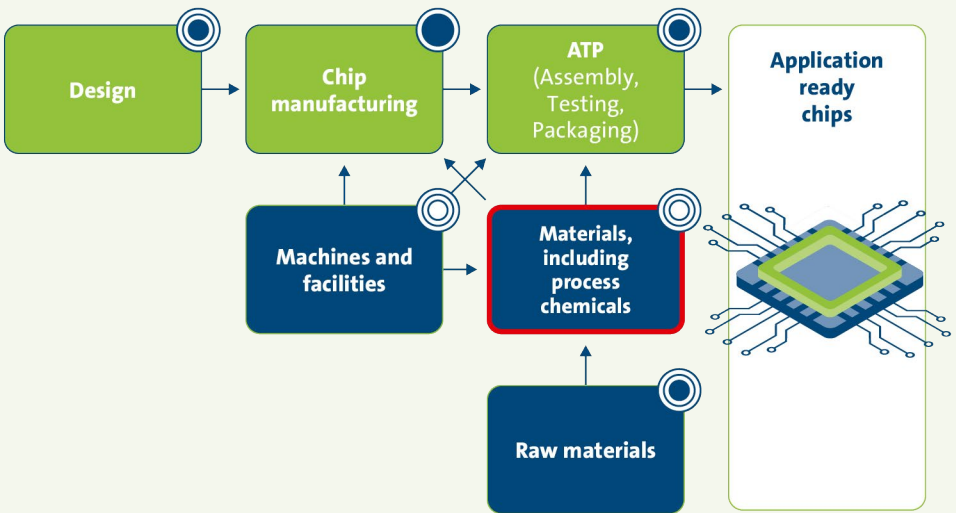 Design
Chip
manufacturing
ATP
(Assembly,
Testing,
Packaging)
Application
ready
chips
Machines and
facilities
Materials,
including
process
chemicals
Raw materials